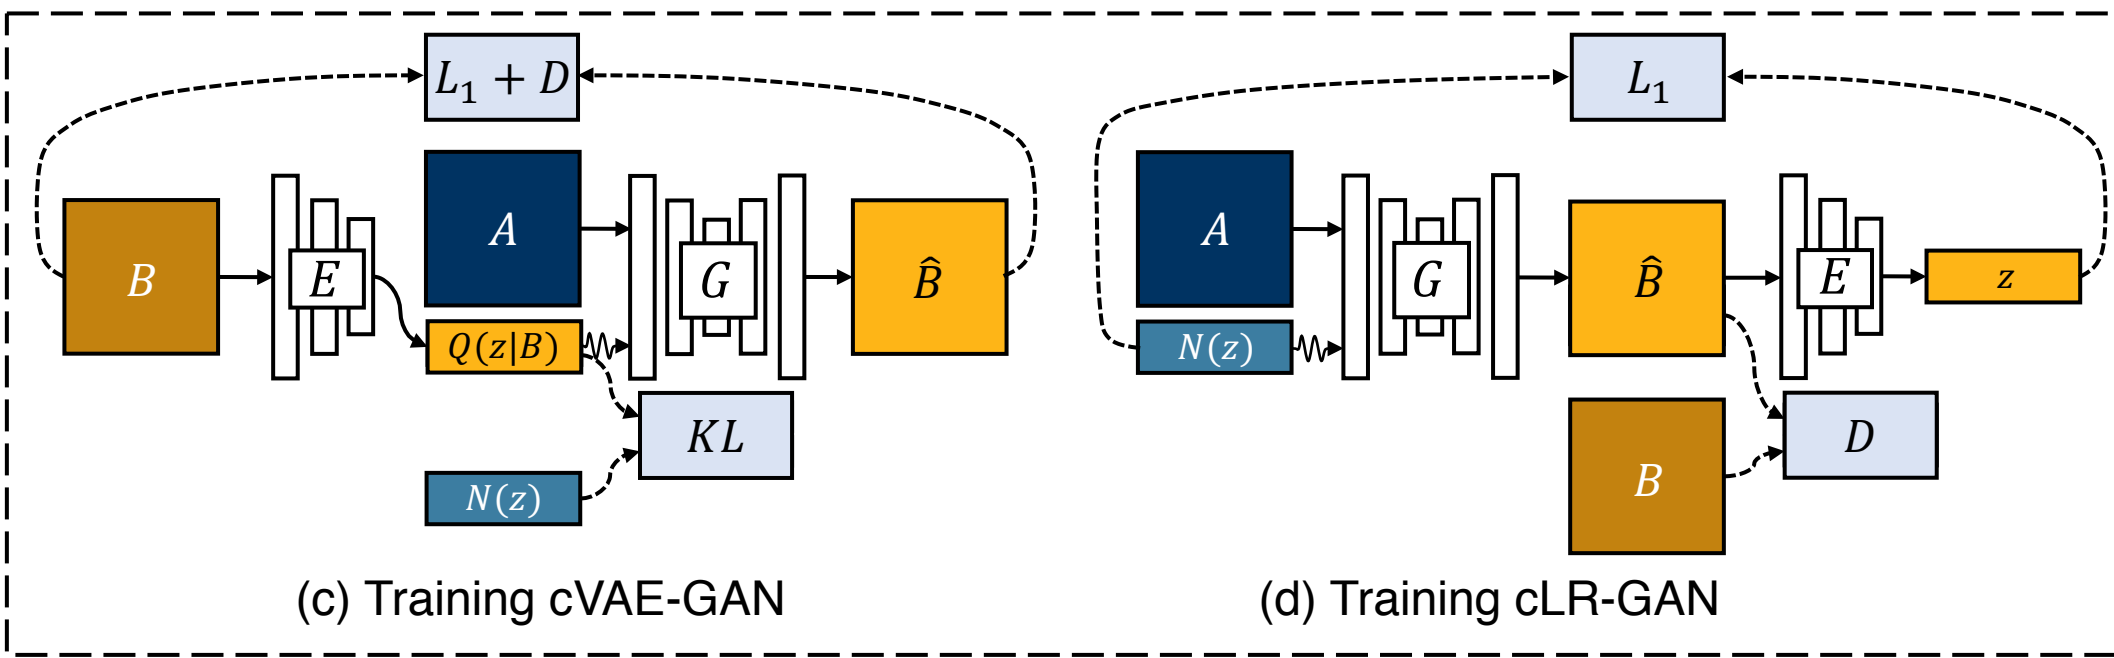 L₁ + D
B
E
A
Q(z|B)
N(z)
G
KL
B̂
(c) Training cVAE-GAN
L₁
A
N(z)
G
B̂
B
E
D
z
(d) Training cLR-GAN